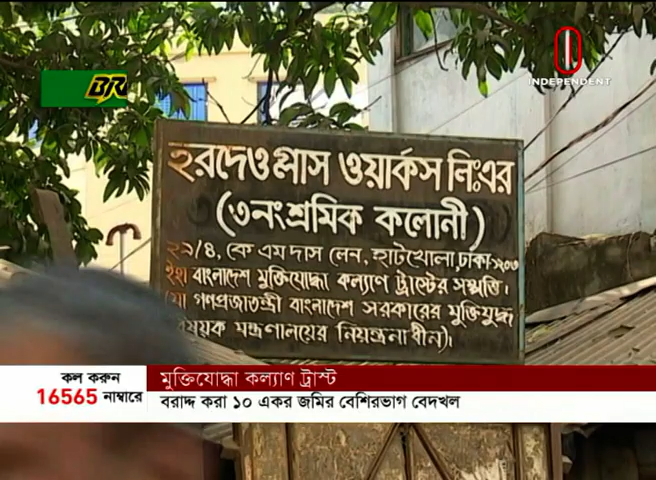 BR
INDEPENDENT
হরদেওগ্লাস ওয়ার্কস লিঃএর
(৩নংশ্রমিক কলোনী)
২৯/৪, কে এম দাস লেন, হাটখোলা, ঢাকা-১২০৩
ইহা বাংলাদেশ মুক্তিযোদ্ধা কল্যাণ ট্রাস্টের সম্পত্তি।
(যা গণপ্রজাতন্ত্রী বাংলাদেশ সরকারের মুক্তিযুদ্ধ
বিষয়ক মন্ত্রণালয়ের নিয়ন্ত্রনাধীন)।
কল করুন
16565 নাম্বারে
মুক্তিযোদ্ধা কল্যাণ ট্রাস্ট
বরাদ্দ করা ১০ একর জমির বেশিরভাগ বেদখল